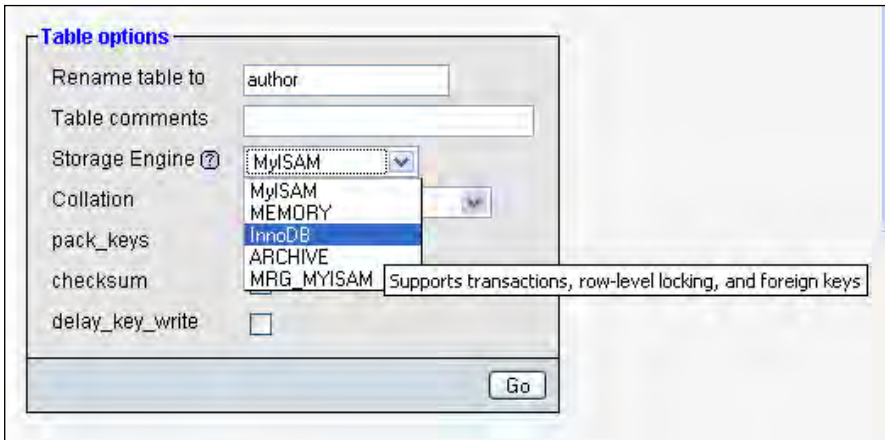 Table options
Rename table to author
Table comments
Storage Engine ? MyISAM
MyISAM
Collation
MEMORY
InnoDB
pack_keys
ARCHIVE
checksum
MRG_MYISAM
Supports transactions, row-level locking, and foreign keys
delay_key_write
Go